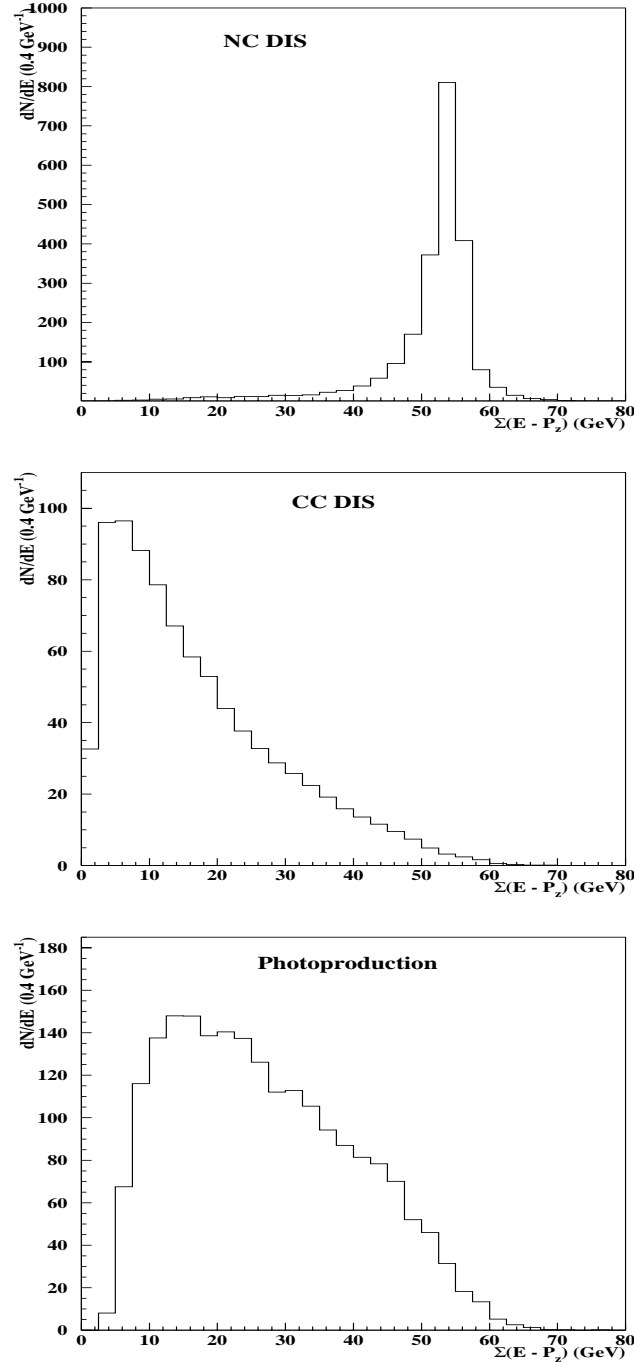 NC DIS
dN/dE (0.4 GeV⁻¹)
1000
900
800
700
600
500
400
300
200
100
0 10 20 30 40 50 60 70 80
Σ(E - P_z) (GeV)
CC DIS
dN/dE (0.4 GeV⁻¹)
100
80
60
40
20
0
0 10 20 30 40 50 60 70 80
Σ(E - P_z) (GeV)
Photoproduction
dN/dE (0.4 GeV⁻¹)
180
160
140
120
100
80
60
40
20
0
0 10 20 30 40 50 60 70 80
Σ(E - P_z) (GeV)